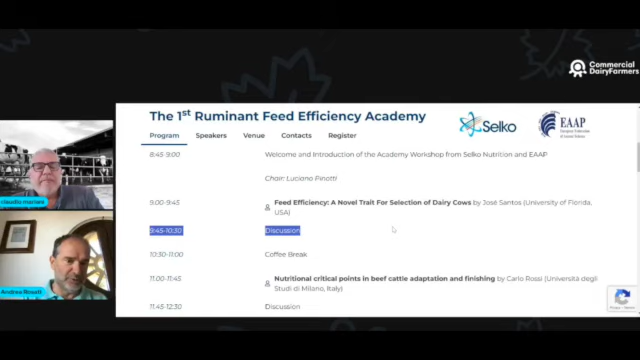 Commercial
DairyFarmers
The 1st Ruminant Feed Efficiency Academy
Selko
EAAP
Program
Speakers
Venue
Contacts
Register
8:45-9:00
Welcome and Introduction of the Academy Workshop from Selko Nutrition and EAAP
Chair: Luciano Pinotti
9:00-9:45
Feed Efficiency: A Novel Trait For Selection of Dairy Cows by José Santos (University of Florida,
USA)
9:45-10:30
Discussion
10:30-11:00
Coffee Break
11:00-11:45
Nutritional critical points in beef cattle adaptation and finishing by Carlo Rossi (Università degli
Studi di Milano, Italy)
11:45-12:30
Discussion
claudio mariani
Andrea Rosati